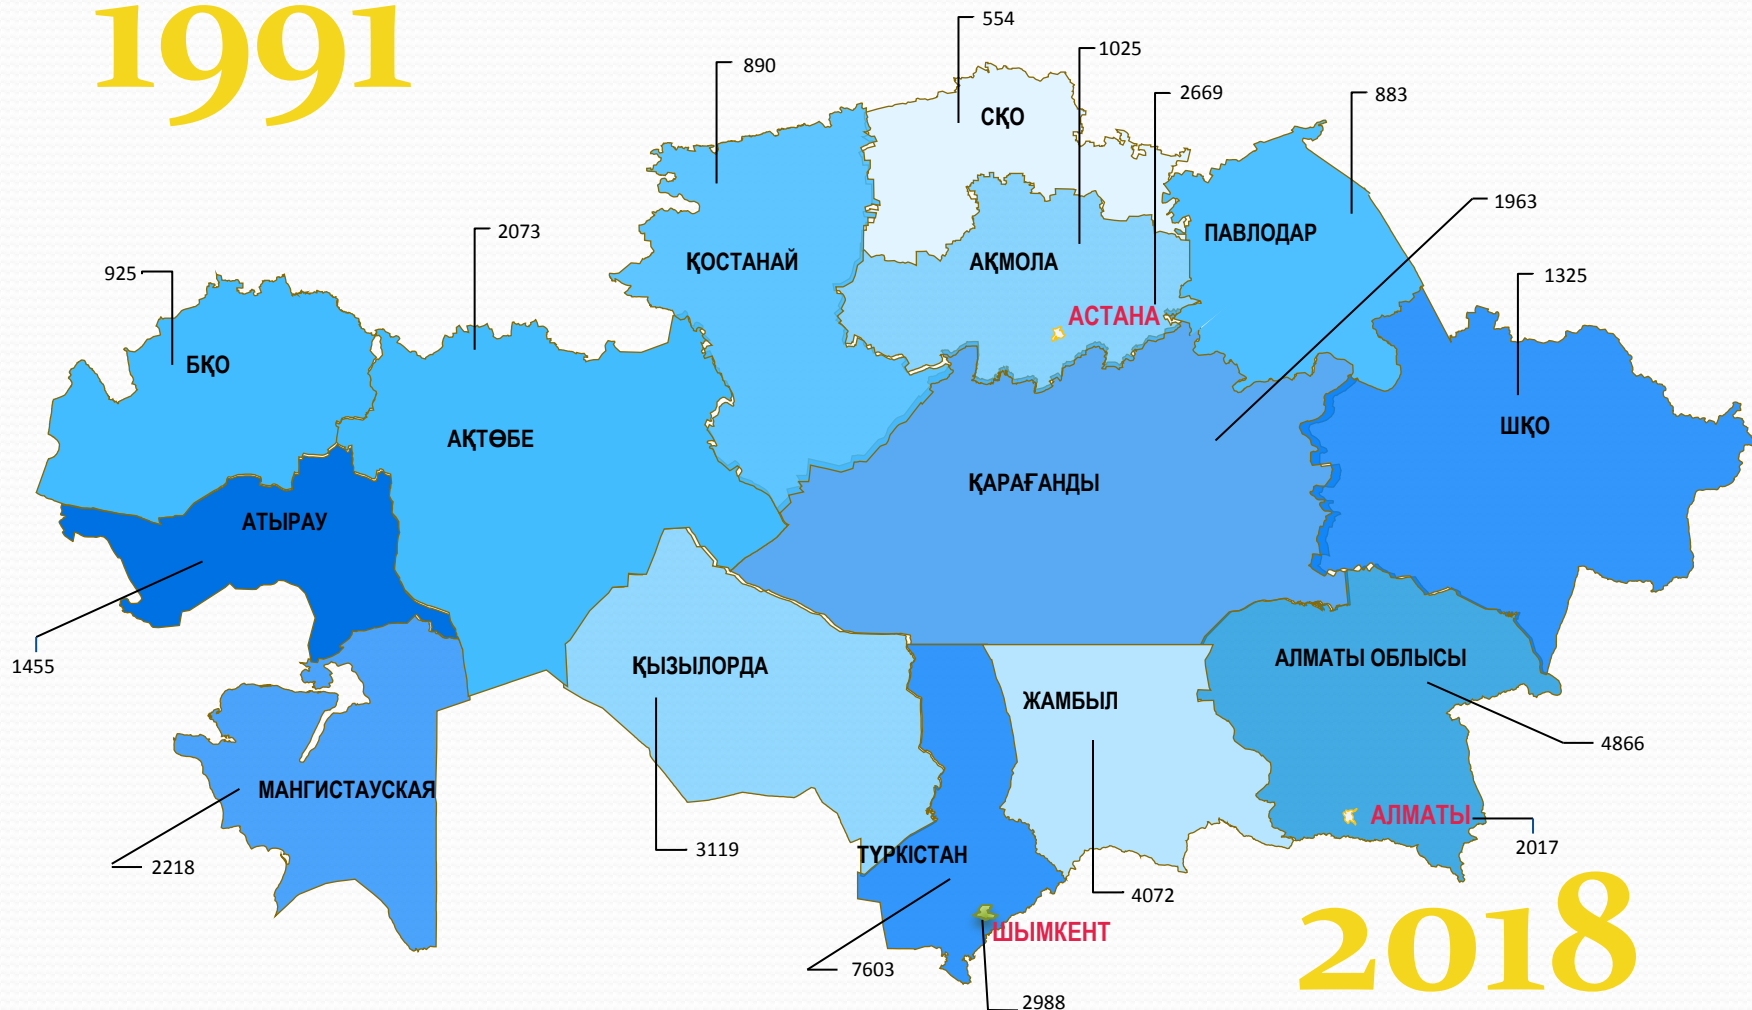 1991
554
1025
890
2669
883
СҚО
1963
2073
ПАВЛОДАР
925
ҚОСТАНАЙ
АҚМОЛА
1325
АСТАНА
БҚО
АҚТӨБЕ
ШҚО
ҚАРАҒАНДЫ
АТЫРАУ
1455
ҚЫЗЫЛОРДА
АЛМАТЫ ОБЛЫСЫ
ЖАМБЫЛ
4866
МАНГИСТАУСКАЯ
АЛМАТЫ
2017
3119
ТҮРКІСТАН
2218
4072
ШЫМКЕНТ
2018
7603
2988